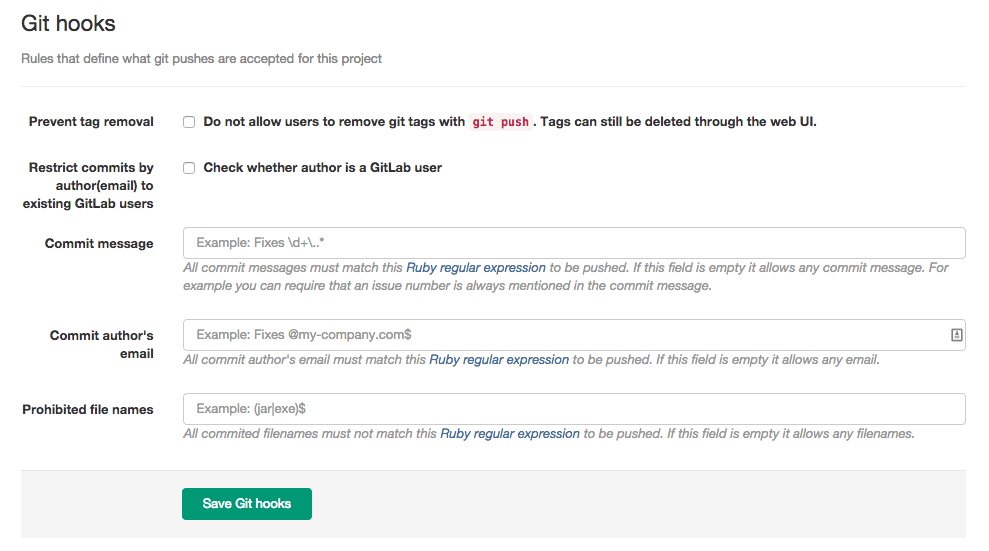 Git hooks
Rules that define what git pushes are accepted for this project
Prevent tag removal
Do not allow users to remove git tags with git push . Tags can still be deleted through the web UI.
Restrict commits by
author(email) to
existing GitLab users
Check whether author is a GitLab user
Commit message
Example: Fixes \d+\..*
All commit messages must match this Ruby regular expression to be pushed. If this field is empty it allows any commit message. For
example you can require that an issue number is always mentioned in the commit message.
Commit author's
email
Example: Fixes @my-company.com$
All commit author's email must match this Ruby regular expression to be pushed. If this field is empty it allows any email.
Prohibited file names
Example: (jar|exe)$
All commited filenames must not match this Ruby regular expression to be pushed. If this field is empty it allows any filenames.
Save Git hooks